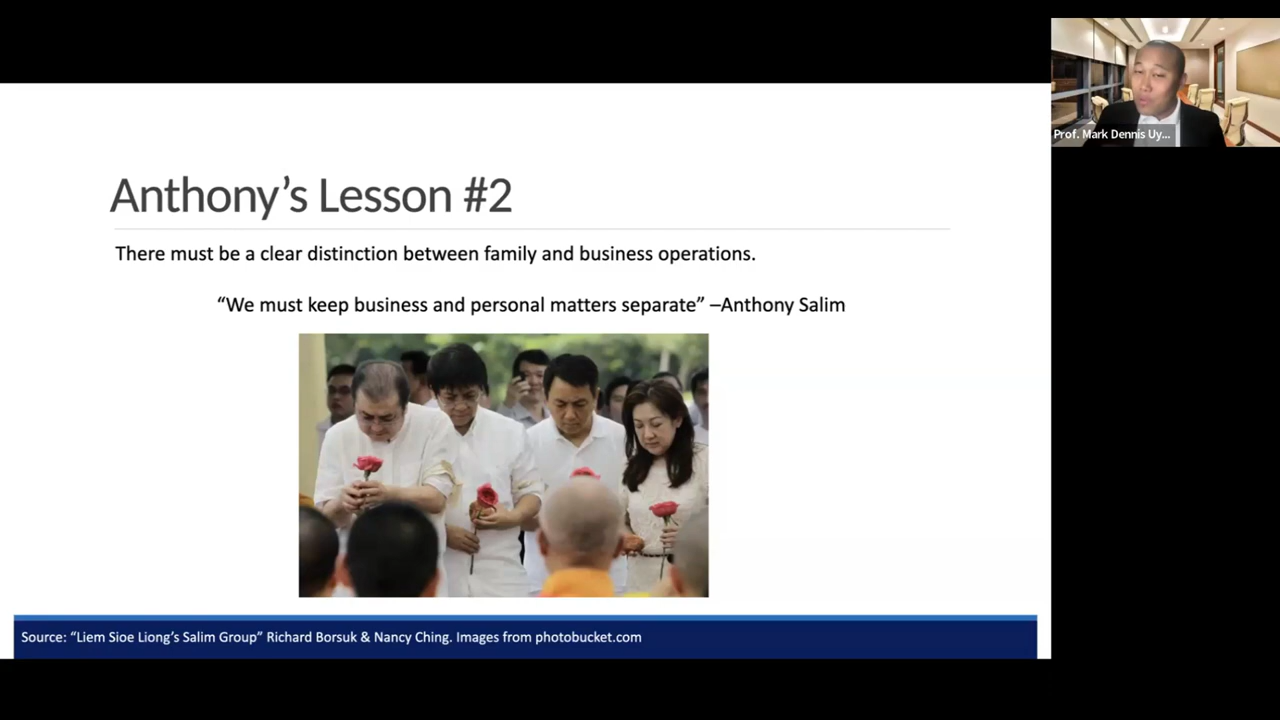 Anthony’s Lesson #2
There must be a clear distinction between family and business operations.
“We must keep business and personal matters separate” –Anthony Salim
Source: “Liem Sioe Liong’s Salim Group” Richard Borsuk & Nancy Ching. Images from photobucket.com
Prof. Mark Dennis Uy...